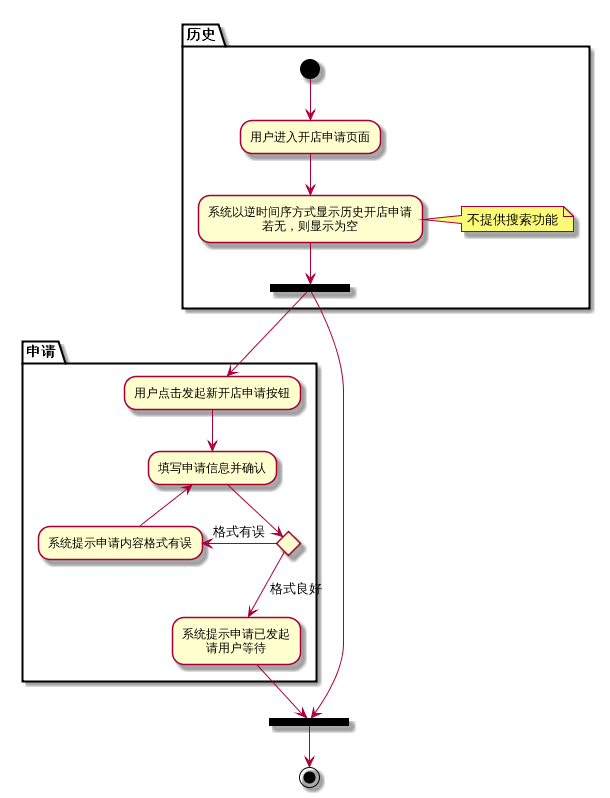 历史
用户进入开店申请页面
系统以逆时间序方式显示历史开店申请
若无，则显示为空
不提供搜索功能
申请
用户点击发起新开店申请按钮
填写申请信息并确认
格式有误
系统提示申请内容格式有误
格式良好
系统提示申请已发起
请用户等待